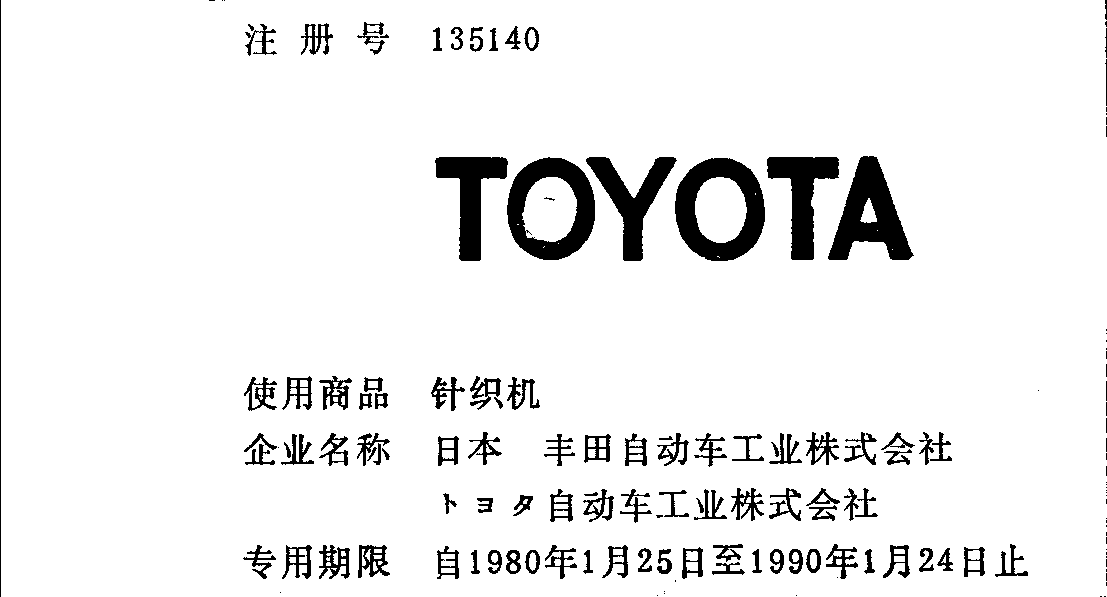 注册号 135140
TOYOTA
使用商品 针织机
企业名称 日本 丰田自动车工业株式会社
トヨタ自动车工业株式会社
专用期限 自1980年1月25日至1990年1月24日止